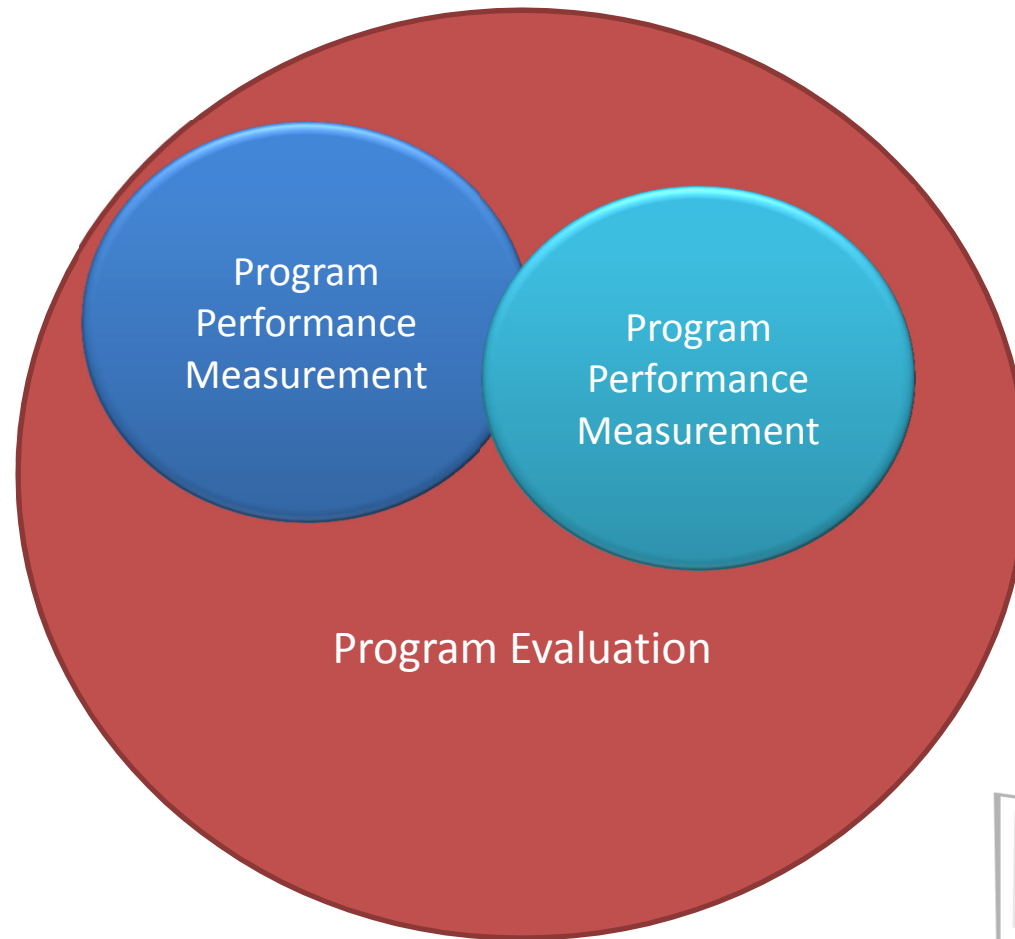 Program
Performance
Measurement
Program
Performance
Measurement
Program Evaluation